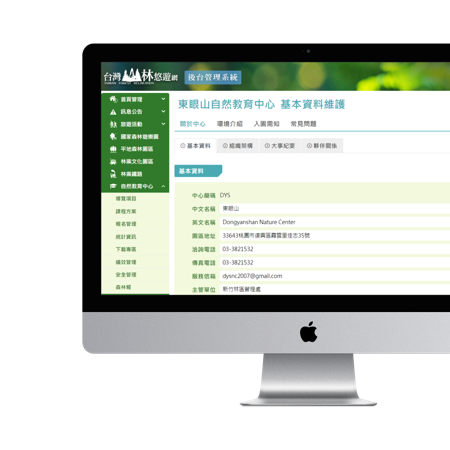 台灣山林悠遊網 後台管理系統
TAIWAN FOREST RECREATION
首頁管理
訊息公告
旅遊活動
國家森林遊樂園
平地森林園區
林業文化園區
林業鐵路
自然教育中心
導覽項目
課程方案
報名管理
統計資訊
下載專區
績效管理
安全管理
森林館
東眼山自然教育中心 基本資料維護
關於中心 環境介紹 入園需知 常見問題
基本資料 組織架構 大事紀要 夥伴關係
基本資料
中心簡碼 DYS
中文名稱 東眼山
英文名稱 Dongyanshan Nature Center
園區地址 33643桃園市復興區霞雲里佳志35號
洽詢電話 03-3821532
傳真電話 03-3821532
服務信箱 dysnc2007@gmail.com
主管單位 新竹林區管理處